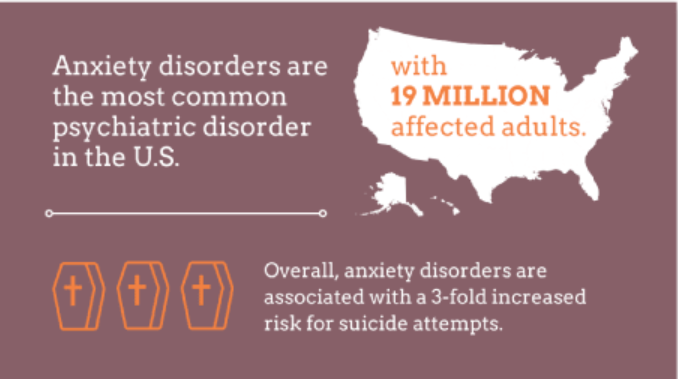 Anxiety disorders are
the most common
psychiatric disorder
in the U.S.
with
19 MILLION
affected adults.
Overall, anxiety disorders are
associated with a 3-fold increased
risk for suicide attempts.